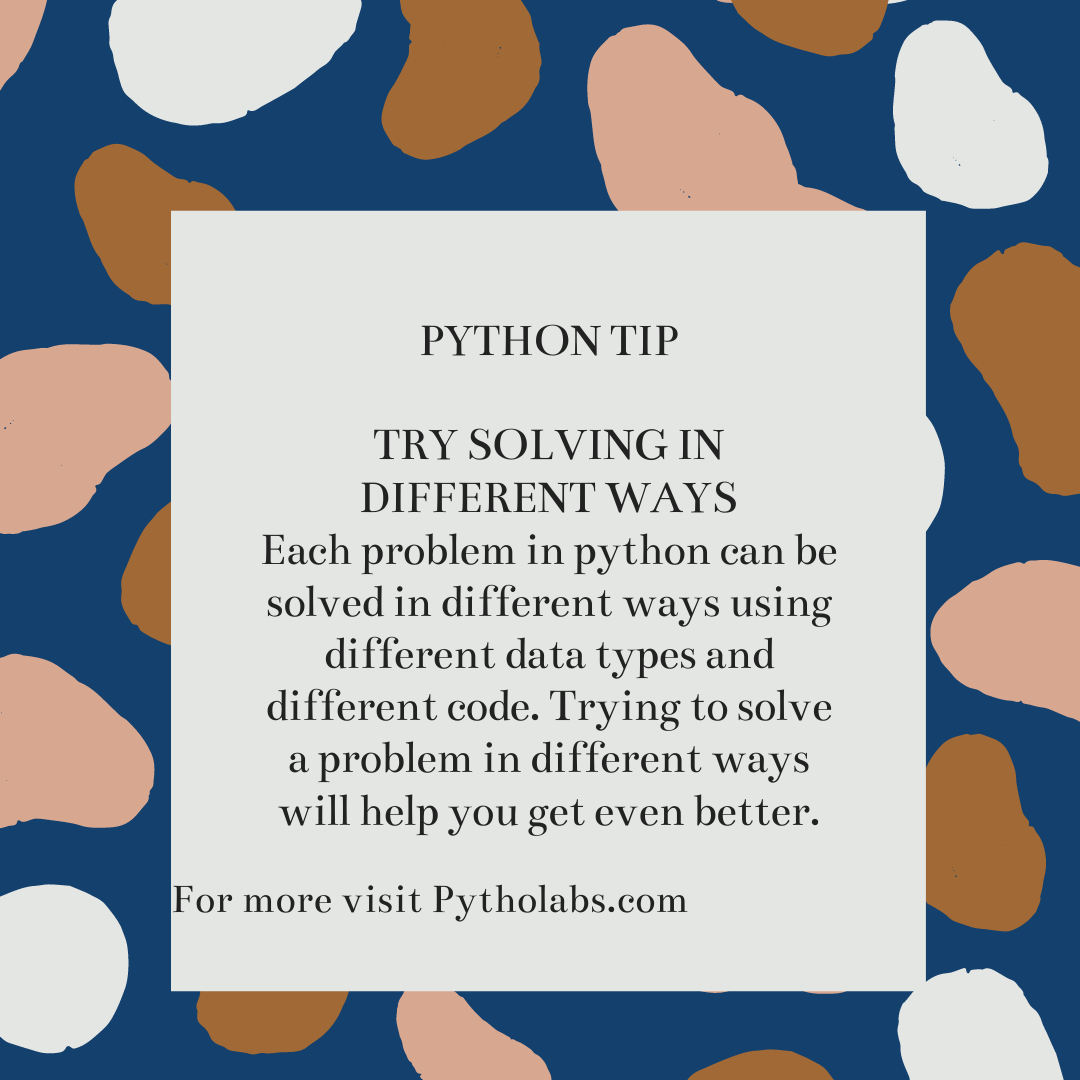 PYTHON TIP
TRY SOLVING IN
DIFFERENT WAYS
Each problem in python can be
solved in different ways using
different data types and
different code. Trying to solve
a problem in different ways
will help you get even better.
For more visit Pytholabs.com